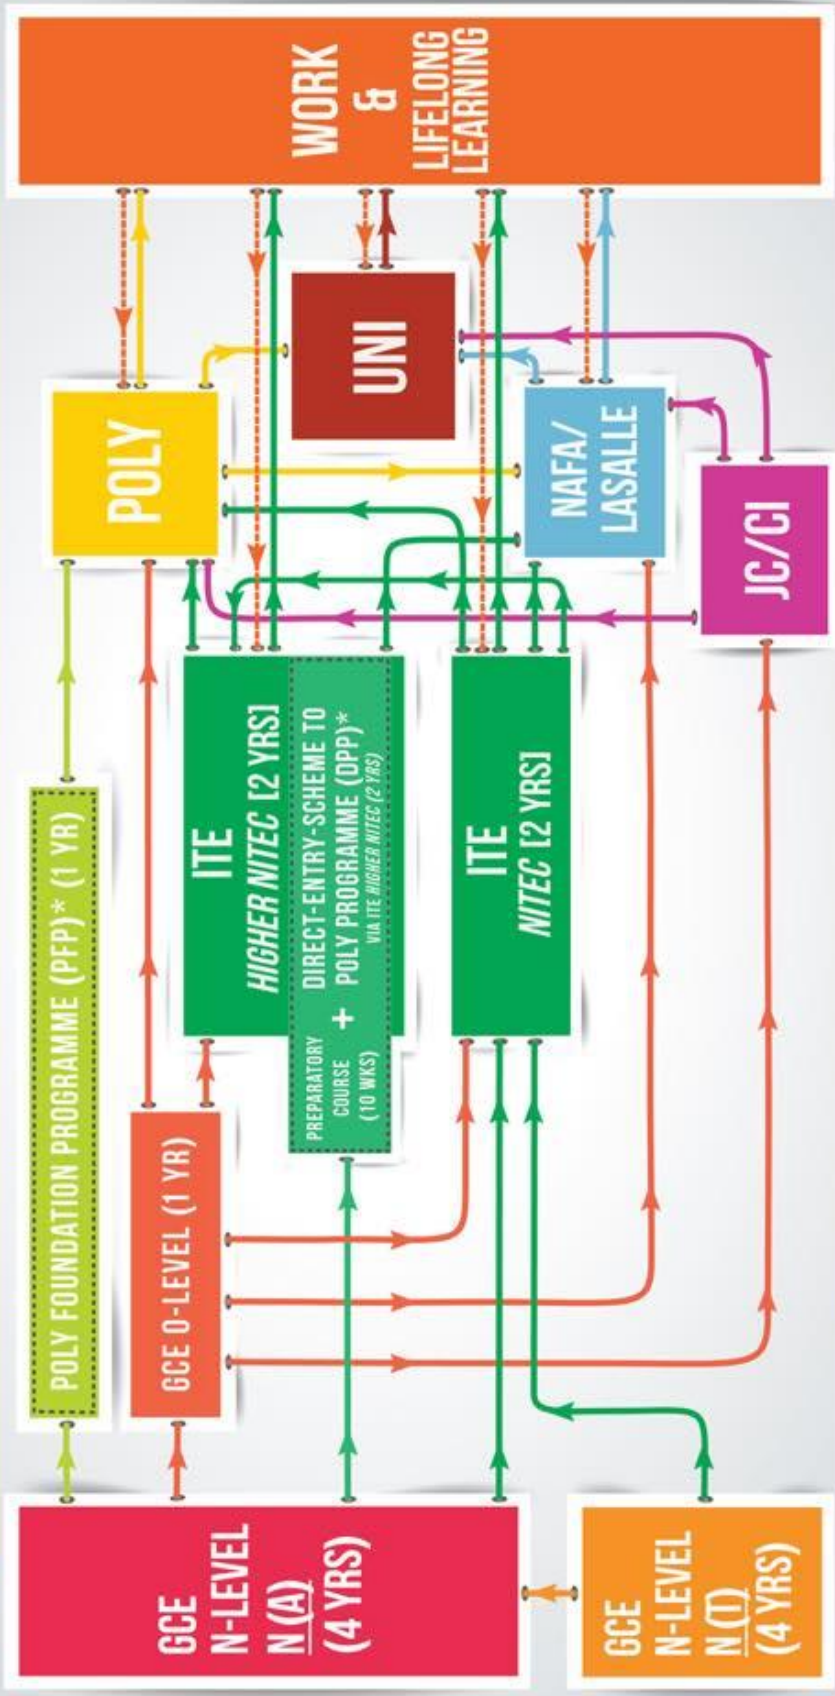 GCE
N-LEVEL
N(A)
(4 YRS)
GCE
N-LEVEL
N(T)
(4 YRS)
POLY FOUNDATION PROGRAMME (PFP)* (1 YR)
GCE O-LEVEL (1 YR)
ITE
HIGHER NITEC [2 YRS]
PREPARATORY
COURSE
(10 WKS)
+
DIRECT-ENTRY-SCHEME TO
POLY PROGRAMME (DPP)*
VIA ITE HIGHER NITEC (2 YRS)
ITE
NITEC [2 YRS]
POLY
UNI
NAFA/
LASALLE
JC/CI
WORK
&
LIFELONG
LEARNING